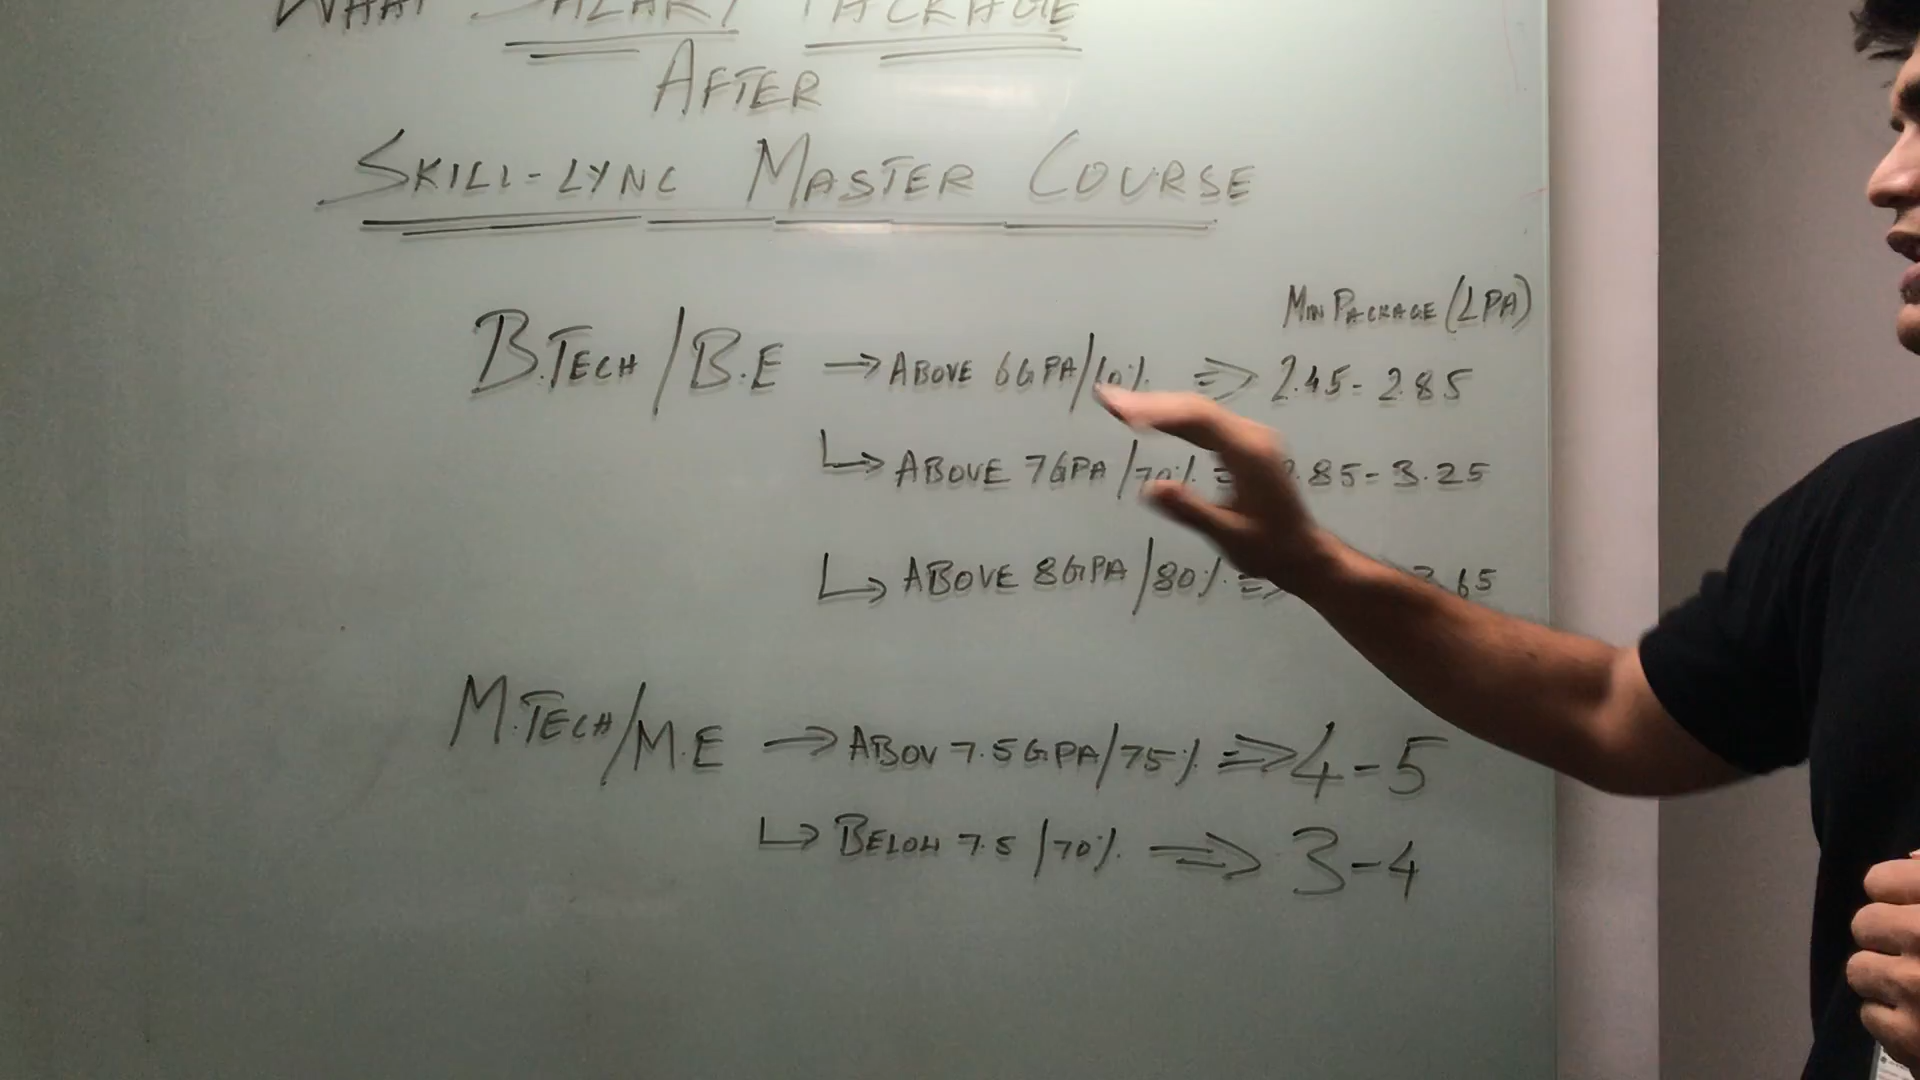 WHAT SALARY PACKAGE
AFTER
SKILL-LYNC MASTER COURSE
MIN PACKAGE (LPA)
B.TECH/B.E → ABOVE 6GPA/60% ⇒ 2.45-2.85
↳ ABOVE 7GPA/70% .85-3.25
↳ ABOVE 8GPA/80% ⇒ .65
M.TECH/M.E → ABOV 7.5GPA/75% ⇒ 4-5
↳ BELOW 7.5/70% ⇒ 3-4